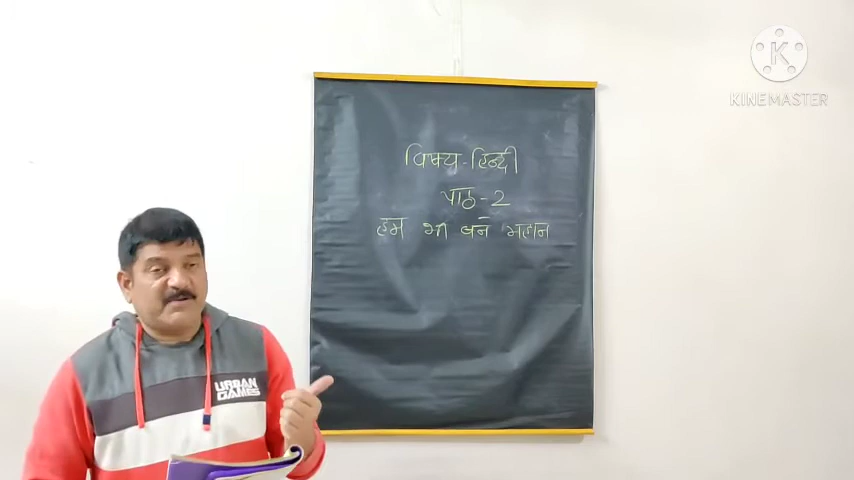 विषय - हिन्दी
पाठ - 2
हम भी बनें महान
URBAN
GAMES
K
KINEMASTER